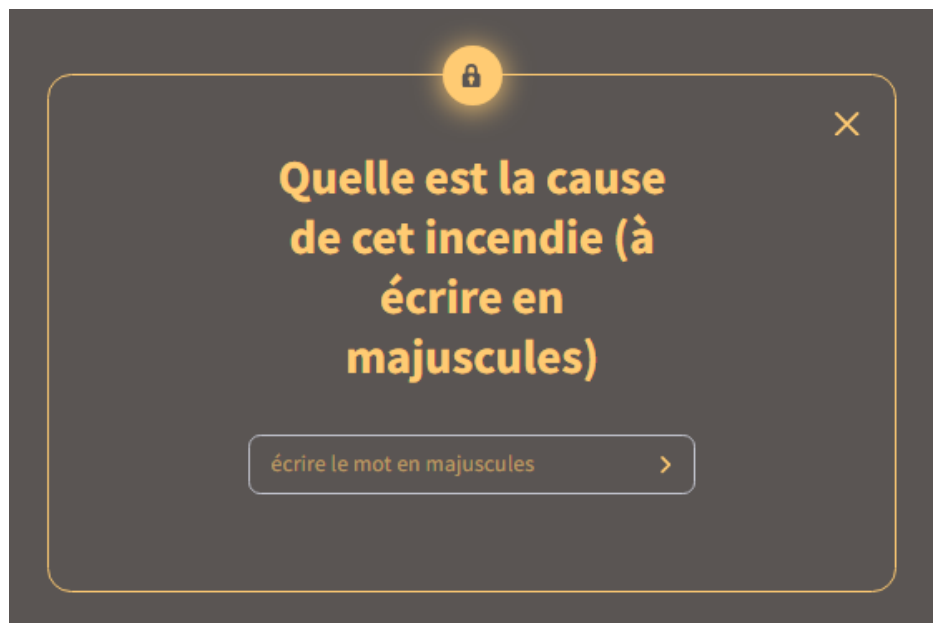 Quelle est la cause
de cet incendie (à
écrire en
majuscules)
écrire le mot en majuscules